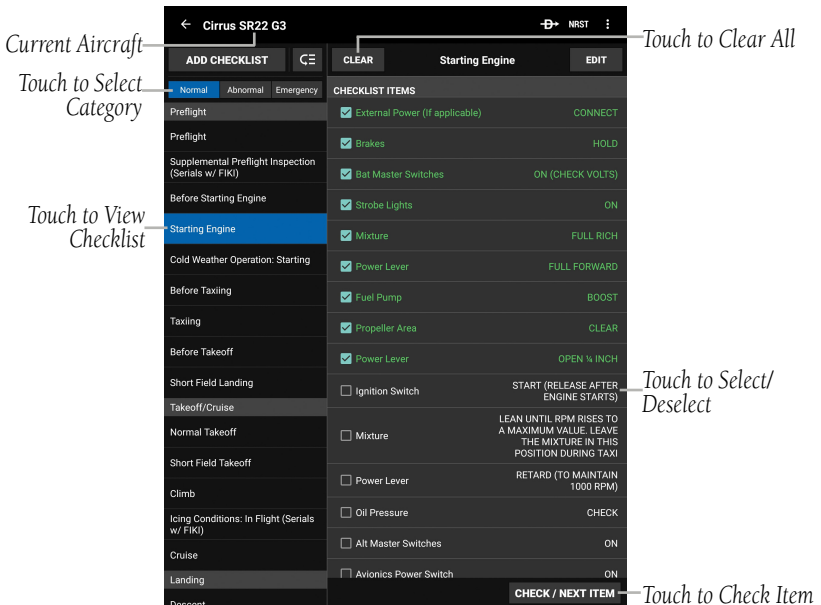 Cirrus SR22 G3
NRST
Current Aircraft
Touch to Clear All
ADD CHECKLIST
CLEAR
Starting Engine
EDIT
Touch to Select
Category
Normal
Abnormal
Emergency
CHECKLIST ITEMS
Preflight
Preflight
Supplemental Preflight Inspection
(Serials w/ FIKI)
Before Starting Engine
Touch to View
Checklist
Starting Engine
Cold Weather Operation: Starting
Before Taxiing
Taxiing
Before Takeoff
Short Field Landing
Takeoff/Cruise
Normal Takeoff
Short Field Takeoff
Climb
Icing Conditions: In Flight (Serials
w/ FIKI)
Cruise
Landing
Descent
External Power (If applicable)
CONNECT
Brakes
HOLD
Bat Master Switches
ON (CHECK VOLTS)
Strobe Lights
ON
Mixture
FULL RICH
Power Lever
FULL FORWARD
Fuel Pump
BOOST
Propeller Area
CLEAR
Power Lever
OPEN ¼ INCH
Ignition Switch
START (RELEASE AFTER
ENGINE STARTS)
Touch to Select/
Deselect
Mixture
LEAN UNTIL RPM RISES TO
A MAXIMUM VALUE. LEAVE
THE MIXTURE IN THIS
POSITION DURING TAXI
Power Lever
RETARD (TO MAINTAIN
1000 RPM)
Oil Pressure
CHECK
Alt Master Switches
ON
Avionics Power Switch
ON
CHECK / NEXT ITEM
Touch to Check Item